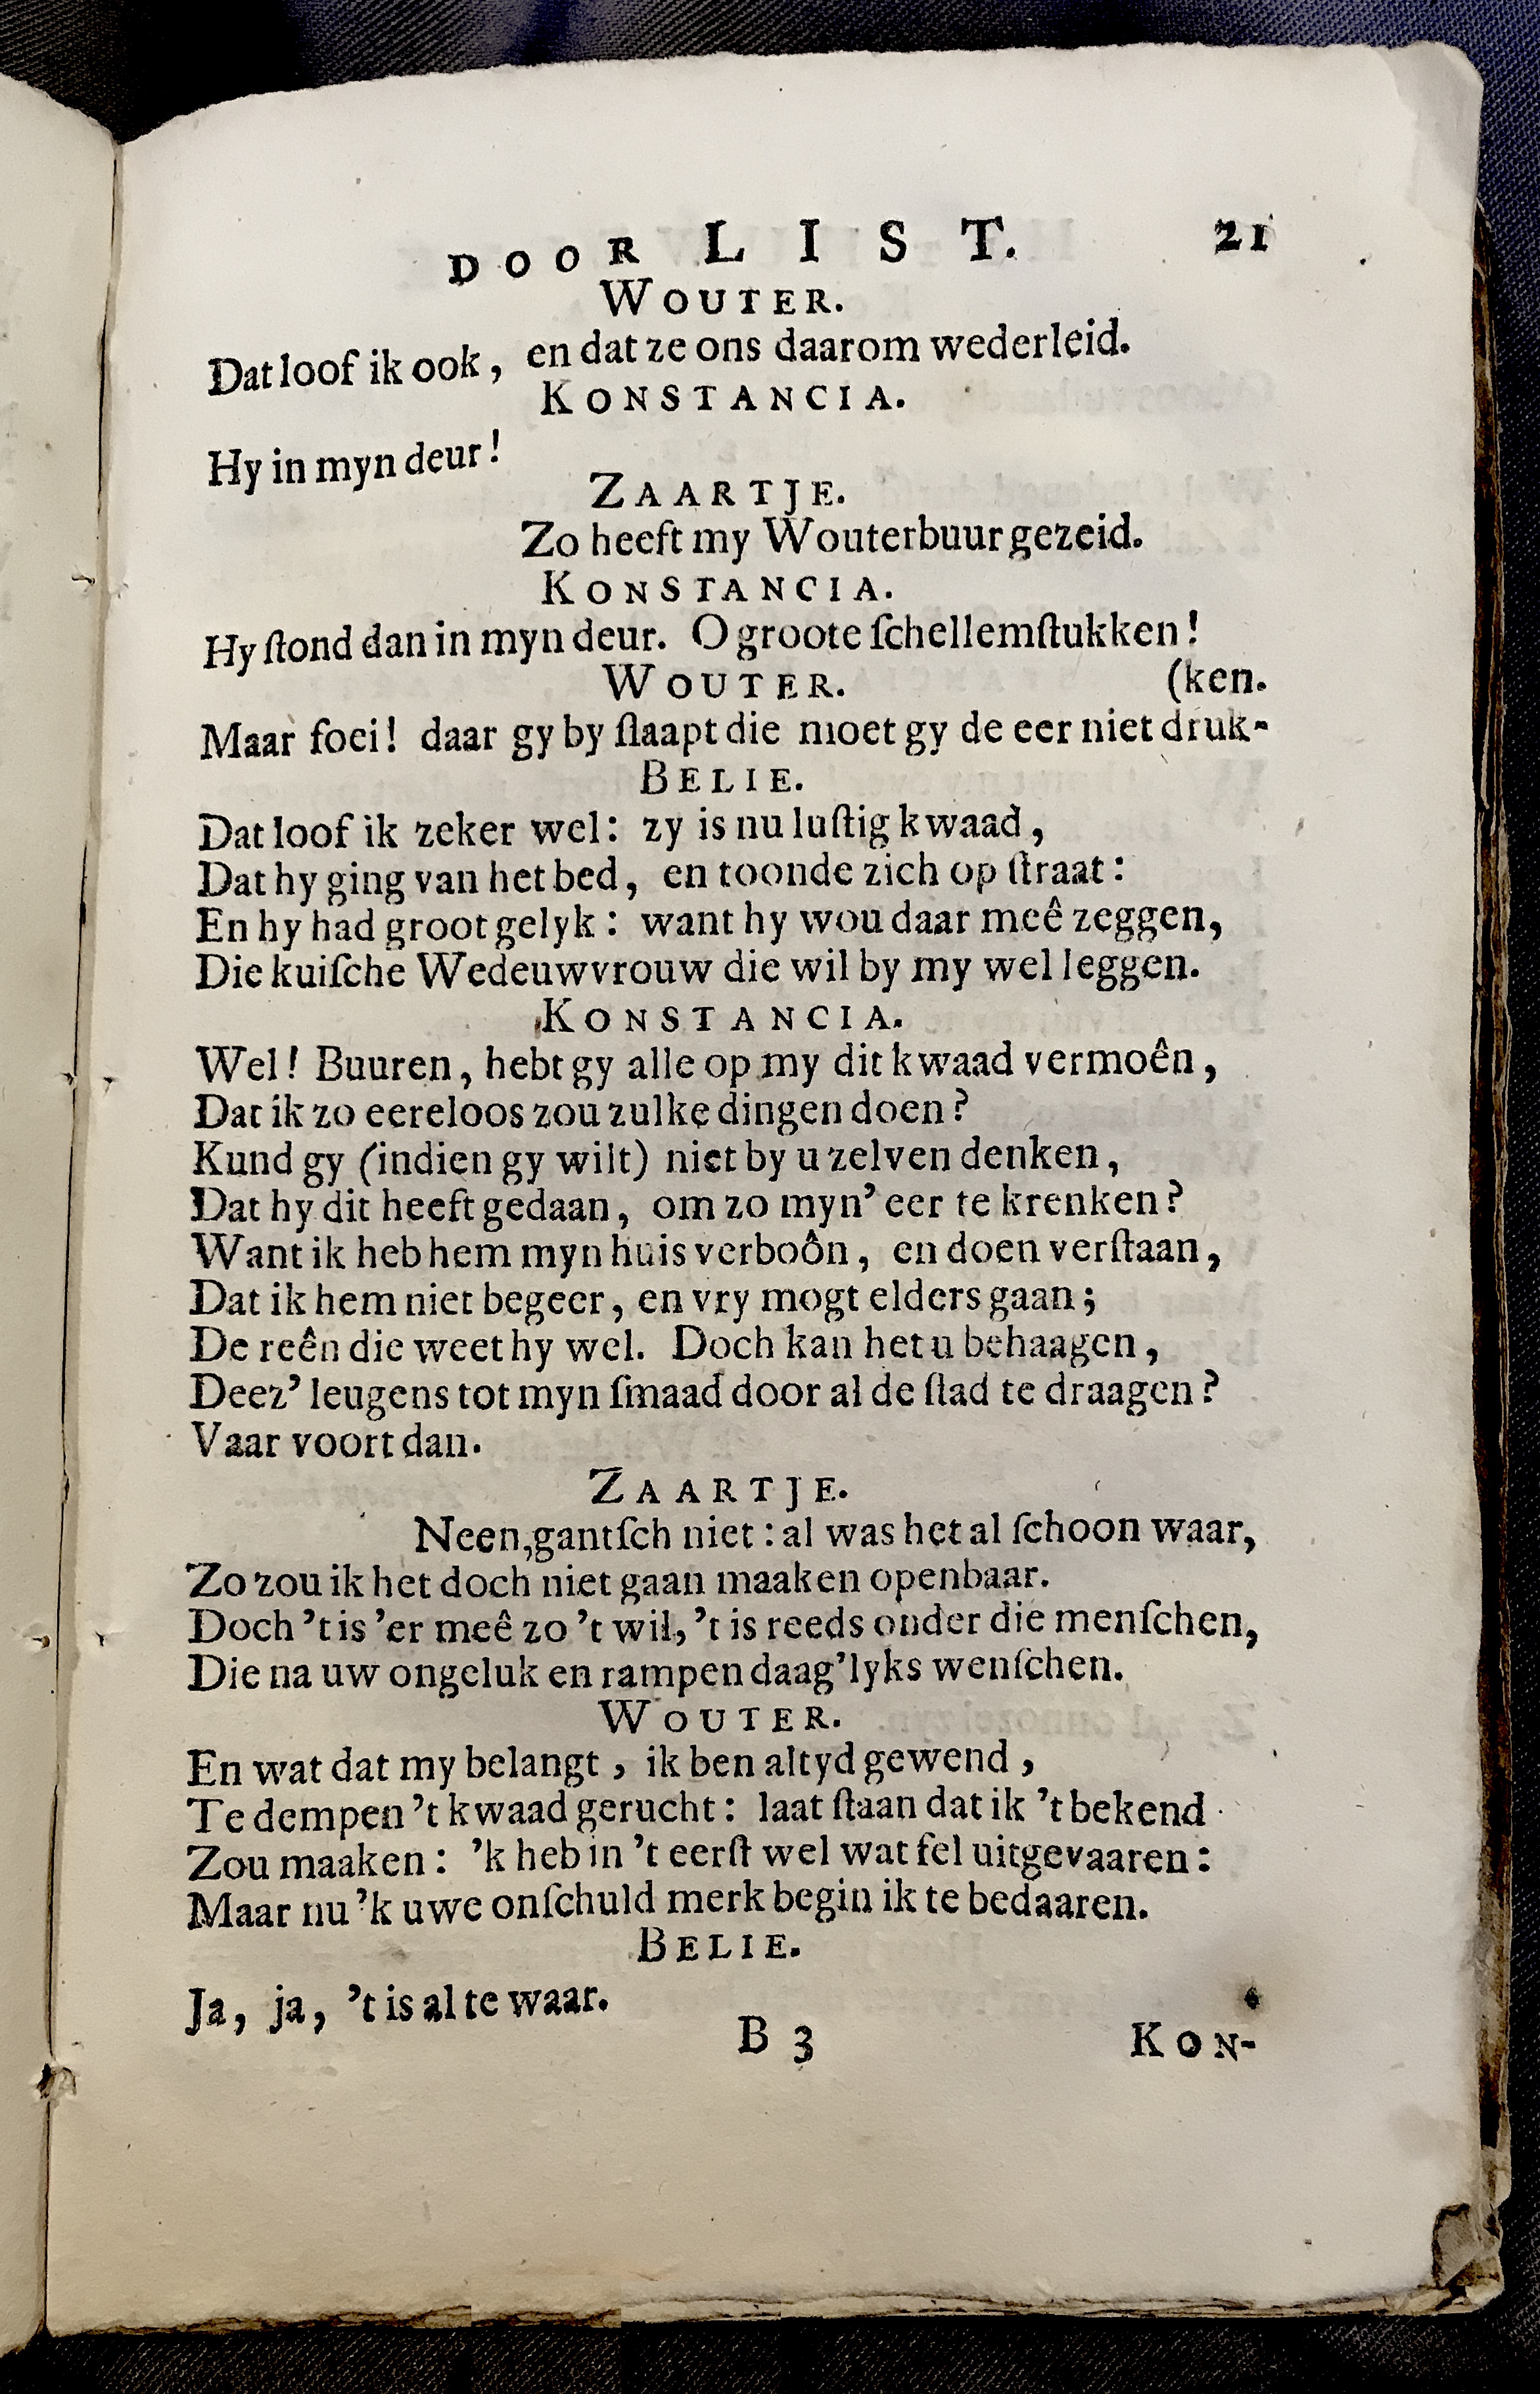 DOOR LIST. 21
WOUTER.
Dat loof ik ook, en dat ze ons daarom wederleid.
KONSTANCIA.
Hy in myn deur!
ZAARTJE.
Zo heeft my Wouterbuur gezeid.
KONSTANCIA.
Hy ſtond dan in myn deur. O groote ſchellemſtukken!
WOUTER. (ken.
Maar foei! daar gy by ſlaapt die moet gy de eer niet druk-
BELIE.
Dat loof ik zeker wel: zy is nu luſtig kwaad,
Dat hy ging van het bed, en toonde zich op ſtraat:
En hy had groot gelyk: want hy wou daar meê zeggen,
Die kuiſche Wedeuwvrouw die wil by my wel leggen.
KONSTANCIA.
Wel! Buuren, hebt gy alle op my dit kwaad vermoên,
Dat ik zo eereloos zou zulke dingen doen?
Kund gy (indien gy wilt) niet by u zelven denken,
Dat hy dit heeft gedaan, om zo myn' eer te krenken?
Want ik heb hem myn huis verboôn, en doen verſtaan,
Dat ik hem niet begeer, en vry mogt elders gaan;
De reên die weet hy wel. Doch kan het u behaagen,
Deez' leugens tot myn ſmaad door al de ſtad te draagen?
Vaar voort dan.
ZAARTJE.
Neen, gantſch niet: al was het al ſchoon waar,
Zo zou ik het doch niet gaan maaken openbaar.
Doch 't is 'er meê zo 't wil, 't is reeds onder die menſchen,
Die na uw ongeluk en rampen daag'lyks wenſchen.
WOUTER.
En wat dat my belangt, ik ben altyd gewend,
Te dempen 't kwaad gerucht: laat ſtaan dat ik 't bekend
Zou maaken: 'k heb in 't eerſt wel wat fel uitgevaaren:
Maar nu 'k uwe onſchuld merk begin ik te bedaaren.
BELIE.
Ja, ja, 't is al te waar.
B 3 KON-